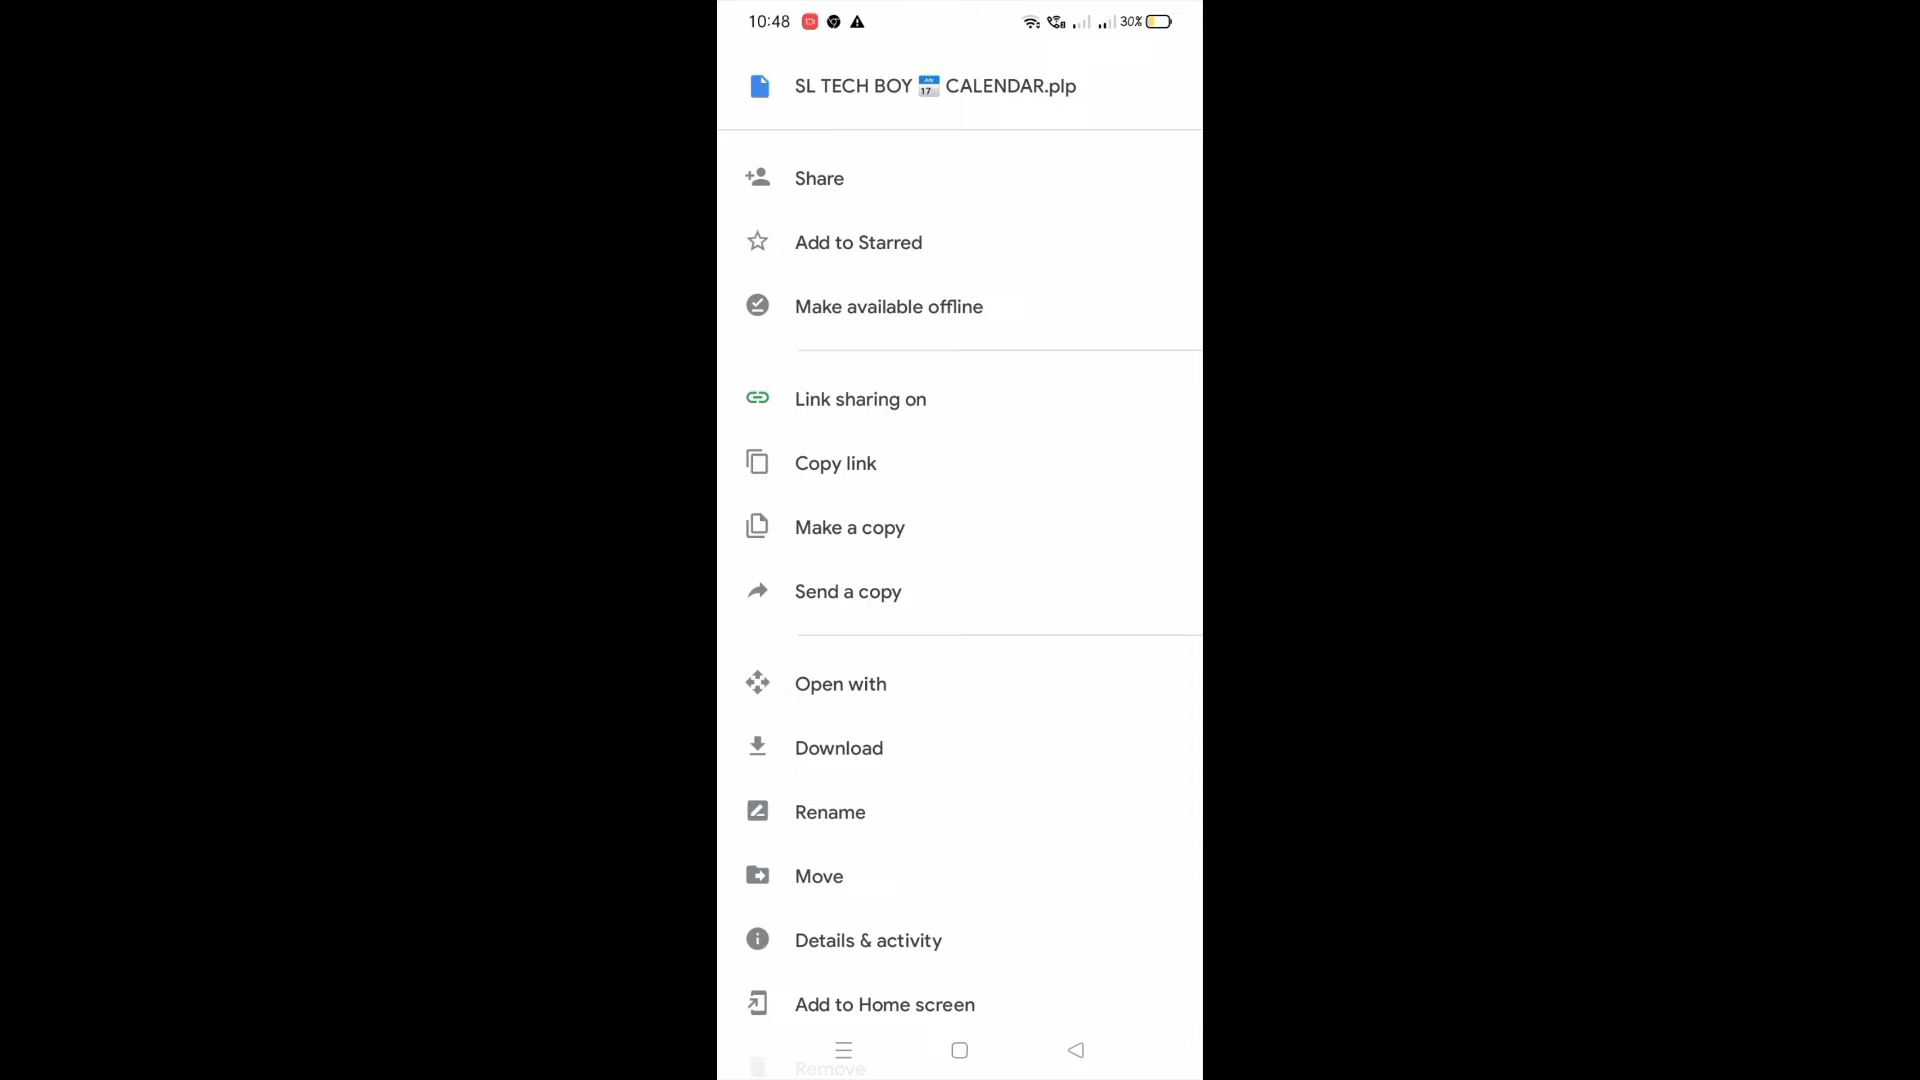 10:48 30%
SL TECH BOY 📅 CALENDAR.plp
Share
Add to Starred
Make available offline
Link sharing on
Copy link
Make a copy
Send a copy
Open with
Download
Rename
Move
Details & activity
Add to Home screen
Remove